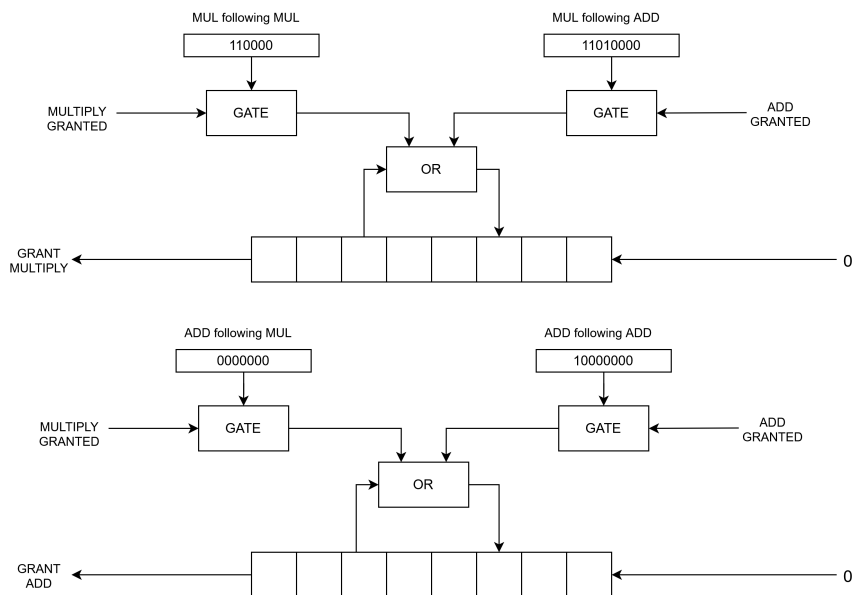 MUL following MUL
MUL following ADD
110000
11010000
MULTIPLY
GRANTED
GATE
GATE
ADD
GRANTED
OR
GRANT
MULTIPLY
0
ADD following MUL
ADD following ADD
0000000
10000000
MULTIPLY
GRANTED
GATE
GATE
ADD
GRANTED
OR
GRANT
ADD
0